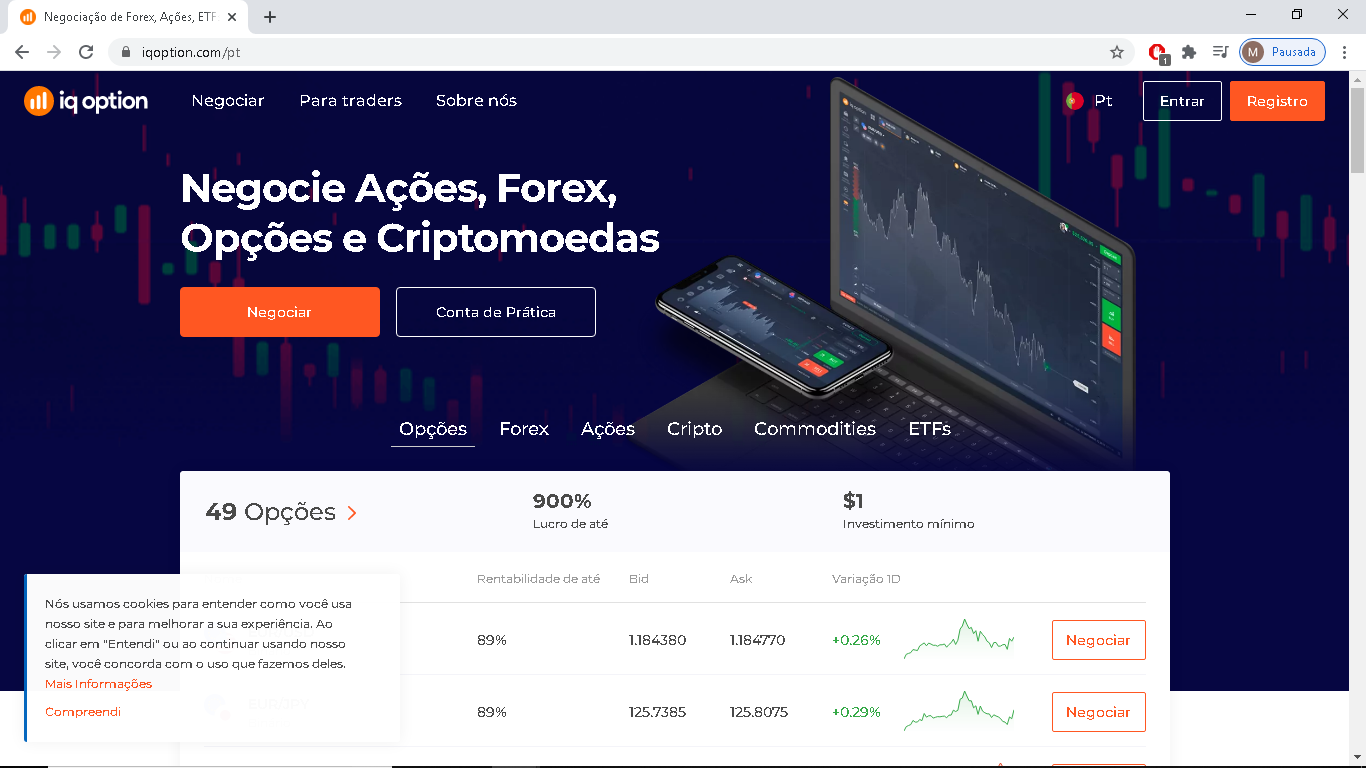 Negociação de Forex, Ações, ETF
iqoption.com/pt
1
M
Pausada
iq option
Negociar
Para traders
Sobre nós
Pt
Entrar
Registro
Negocie Ações, Forex,
Opções e Criptomoedas
Negociar
Conta de Prática
iq option
Opções
Forex
Ações
Cripto
Commodities
ETFs
49 Opções
900%
Lucro de até
$1
Investimento mínimo
Rentabilidade de até
Bid
Ask
Variação 1D
89%
1.184380
1.184770
+0.26%
Negociar
89%
125.7385
125.8075
+0.29%
Negociar
Nós usamos cookies para entender como você usa
nosso site e para melhorar a sua experiência. Ao
clicar em "Entendi" ou ao continuar usando nosso
site, você concorda com o uso que fazemos deles.
Mais Informações
Compreendi